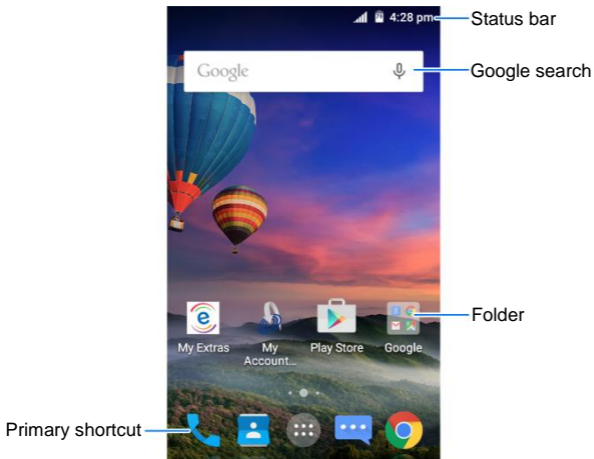 4:28 pm
Status bar
Google
Google search
Folder
My Extras
My Account...
Play Store
Google
Primary shortcut